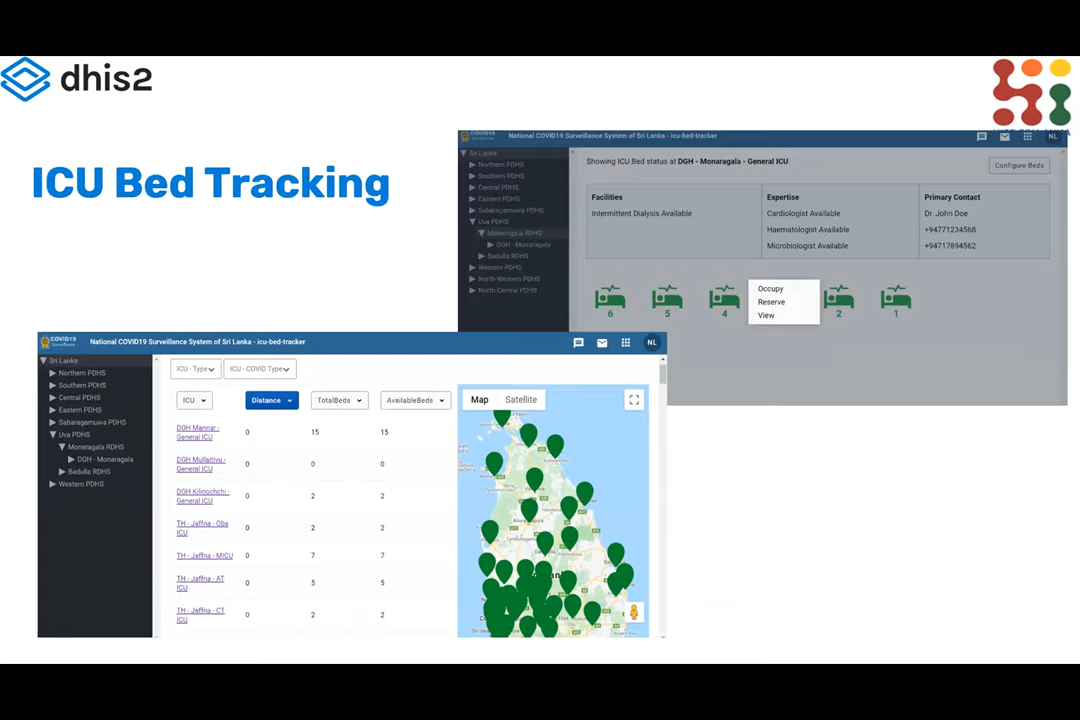 dhis2
ICU Bed Tracking
COVID19
National COVID19 Surveillance System of Sri Lanka - icu-bed-tracker
NL
Sri Lanka
Northern PDHS
Southern PDHS
Central PDHS
Eastern PDHS
Sabaragamuwa PDHS
Uva PDHS
Moneragala RDHS
DGH - Monaragala
Badulla RDHS
Western PDHS
North Western PDHS
North Central PDHS
Showing ICU Bed status at DGH - Monaragala - General ICU
Configure Beds
Facilities
Intermittent Dialysis Available
Expertise
Cardiologist Available
Haematologist Available
Microbiologist Available
Primary Contact
Dr. John Doe
+94771234568
+94717894562
6 5 4 2 1
Occupy
Reserve
View
COVID19
Surveillance
National COVID19 Surveillance System of Sri Lanka - icu-bed-tracker
NL
Sri Lanka
Northern PDHS
Southern PDHS
Central PDHS
Eastern PDHS
Sabaragamuwa PDHS
Uva PDHS
Moneragala RDHS
DGH - Monaragala
Badulla RDHS
Western PDHS
ICU - Type ICU - COVID Type
ICU Distance TotalBeds AvailableBeds
DGH Mannar - General ICU 0 15 15
DGH Mullaitivu - General ICU 0 0 0
DGH Kilinochchi - General ICU 0 2 2
TH - Jaffna - Obs ICU 0 2 2
TH - Jaffna - MICU 0 7 7
TH - Jaffna - AT ICU 0 5 5
TH - Jaffna - CT ICU 0 2 2
Map Satellite